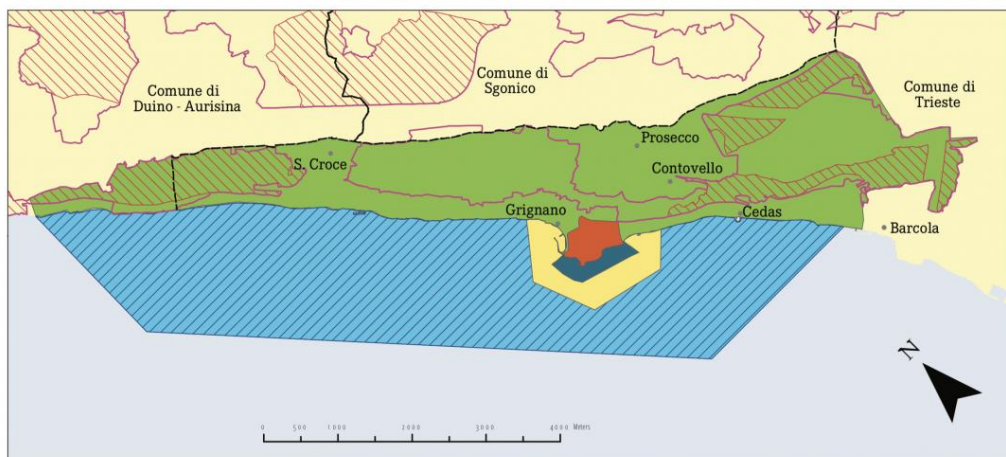 Comune di
Duino - Aurisina
Comune di
Sgonico
Comune di
Trieste
Prosecco
S. Croce
Contovello
Grignano
Cedas
Barcola
N
0 500 1000 2000 3000 4000 Meters